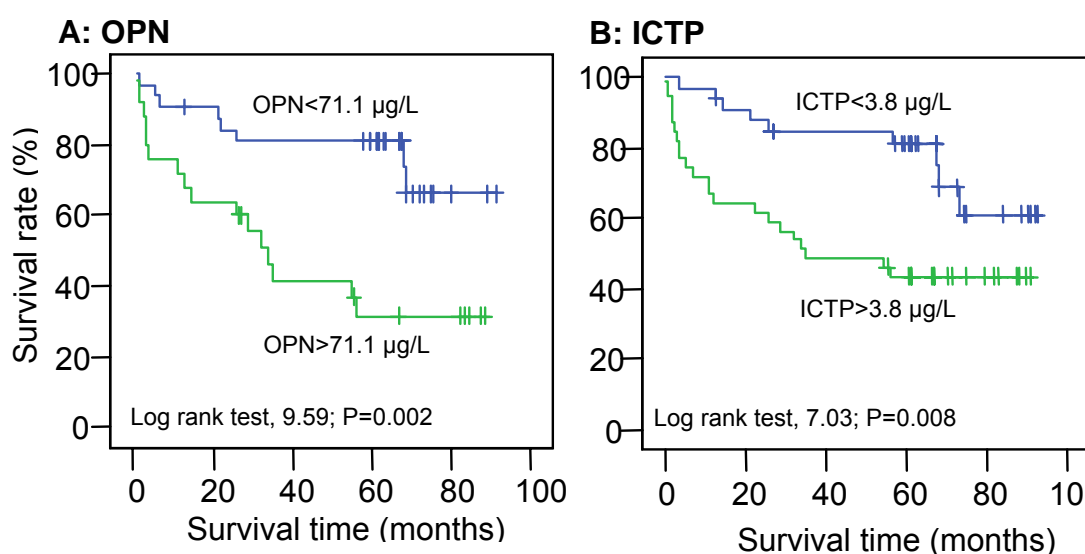 A: OPN
100
80
60
40
20
0
Survival rate (%)
OPN<71.1 µg/L
OPN>71.1 µg/L
Log rank test, 9.59; P=0.002
0 20 40 60 80 100
Survival time (months)
B: ICTP
100
80
60
40
20
0
ICTP<3.8 µg/L
ICTP>3.8 µg/L
Log rank test, 7.03; P=0.008
0 20 40 60 80 10
Survival time (months)